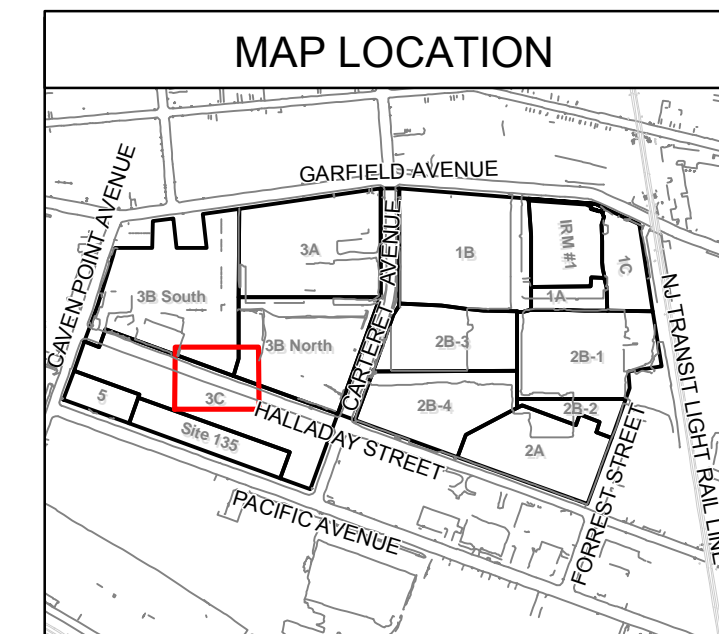 MAP LOCATION
GARFIELD AVENUE
CAVEN POINT AVENUE
CARTERET AVENUE
3A
1B
IRM #1
1C
1A
3B South
3B North
2B-3
2B-1
NJ TRANSIT LIGHT RAIL LINE
5
3C
HALLADAY STREET
2B-4
2B-2
Site 135
2A
FORREST STREET
PACIFIC AVENUE